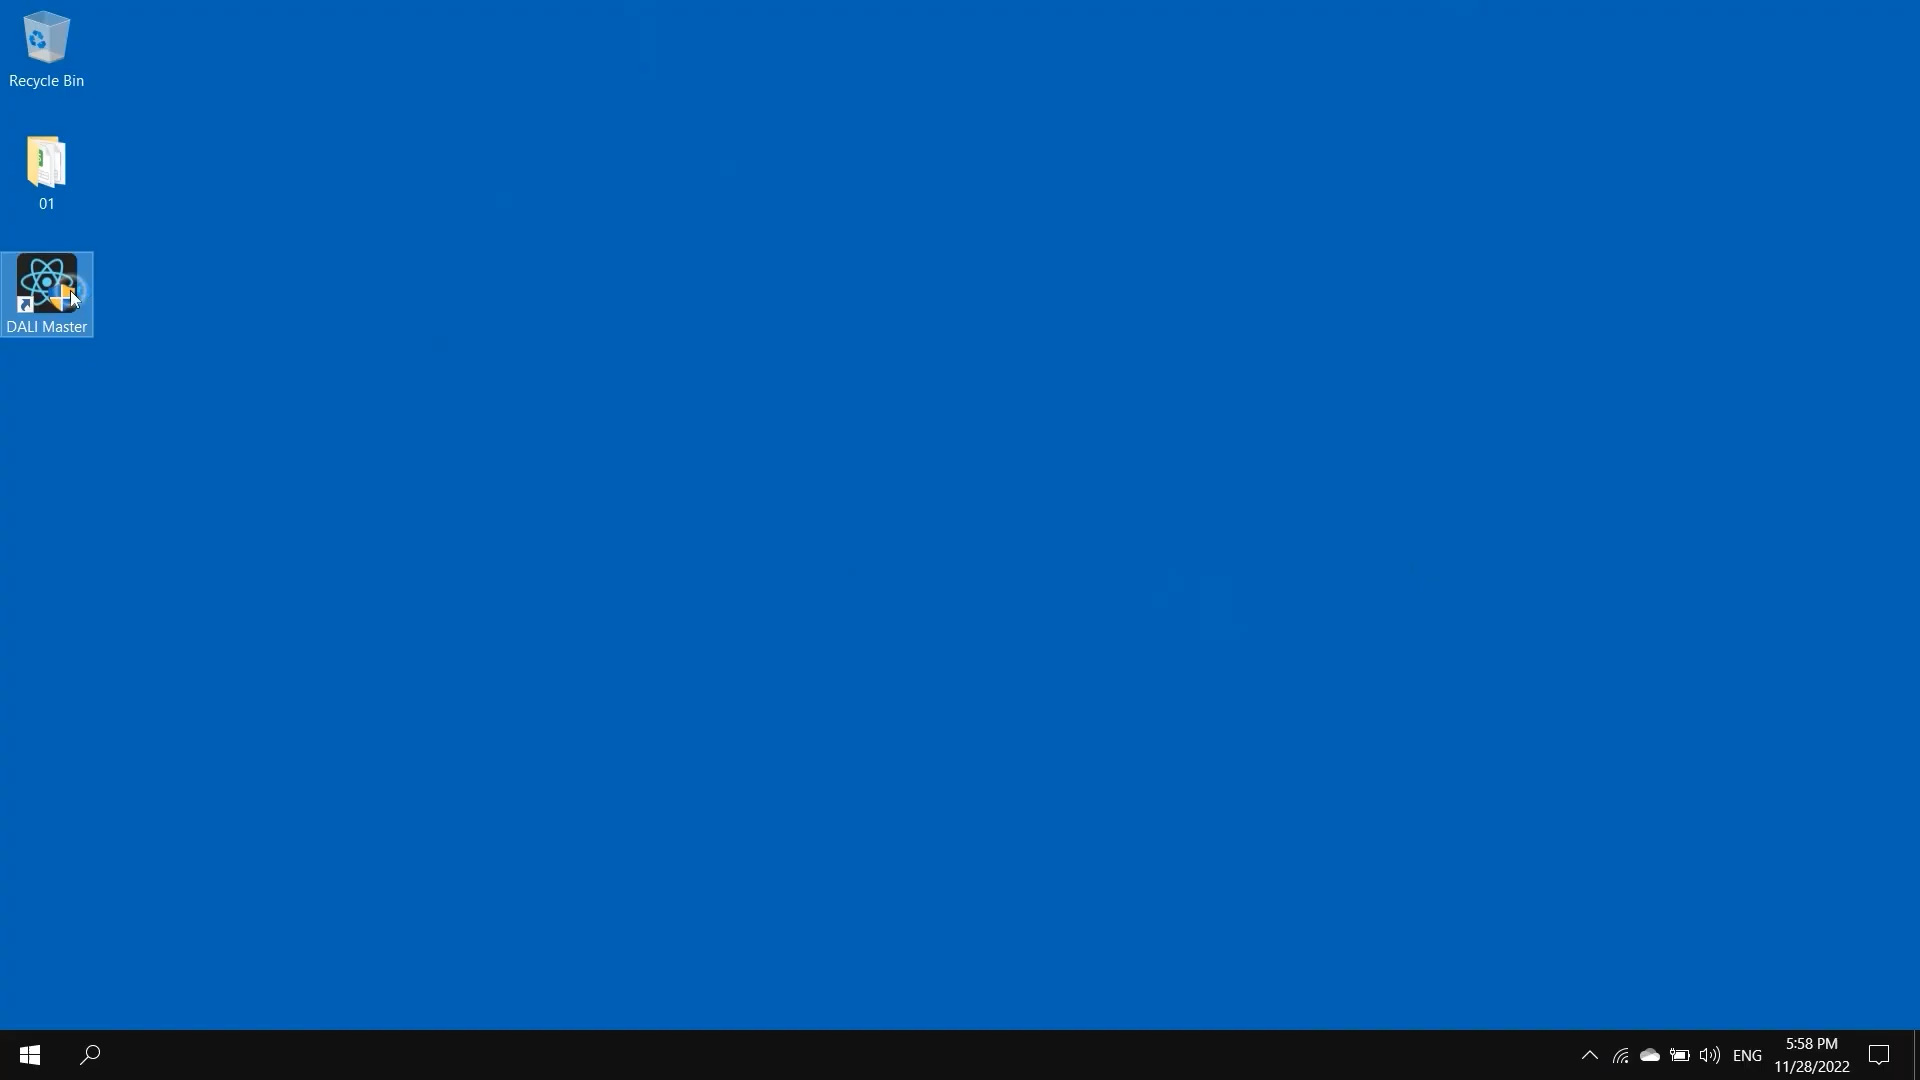 Recycle Bin
01
DALI Master
ENG
5:58 PM
11/28/2022